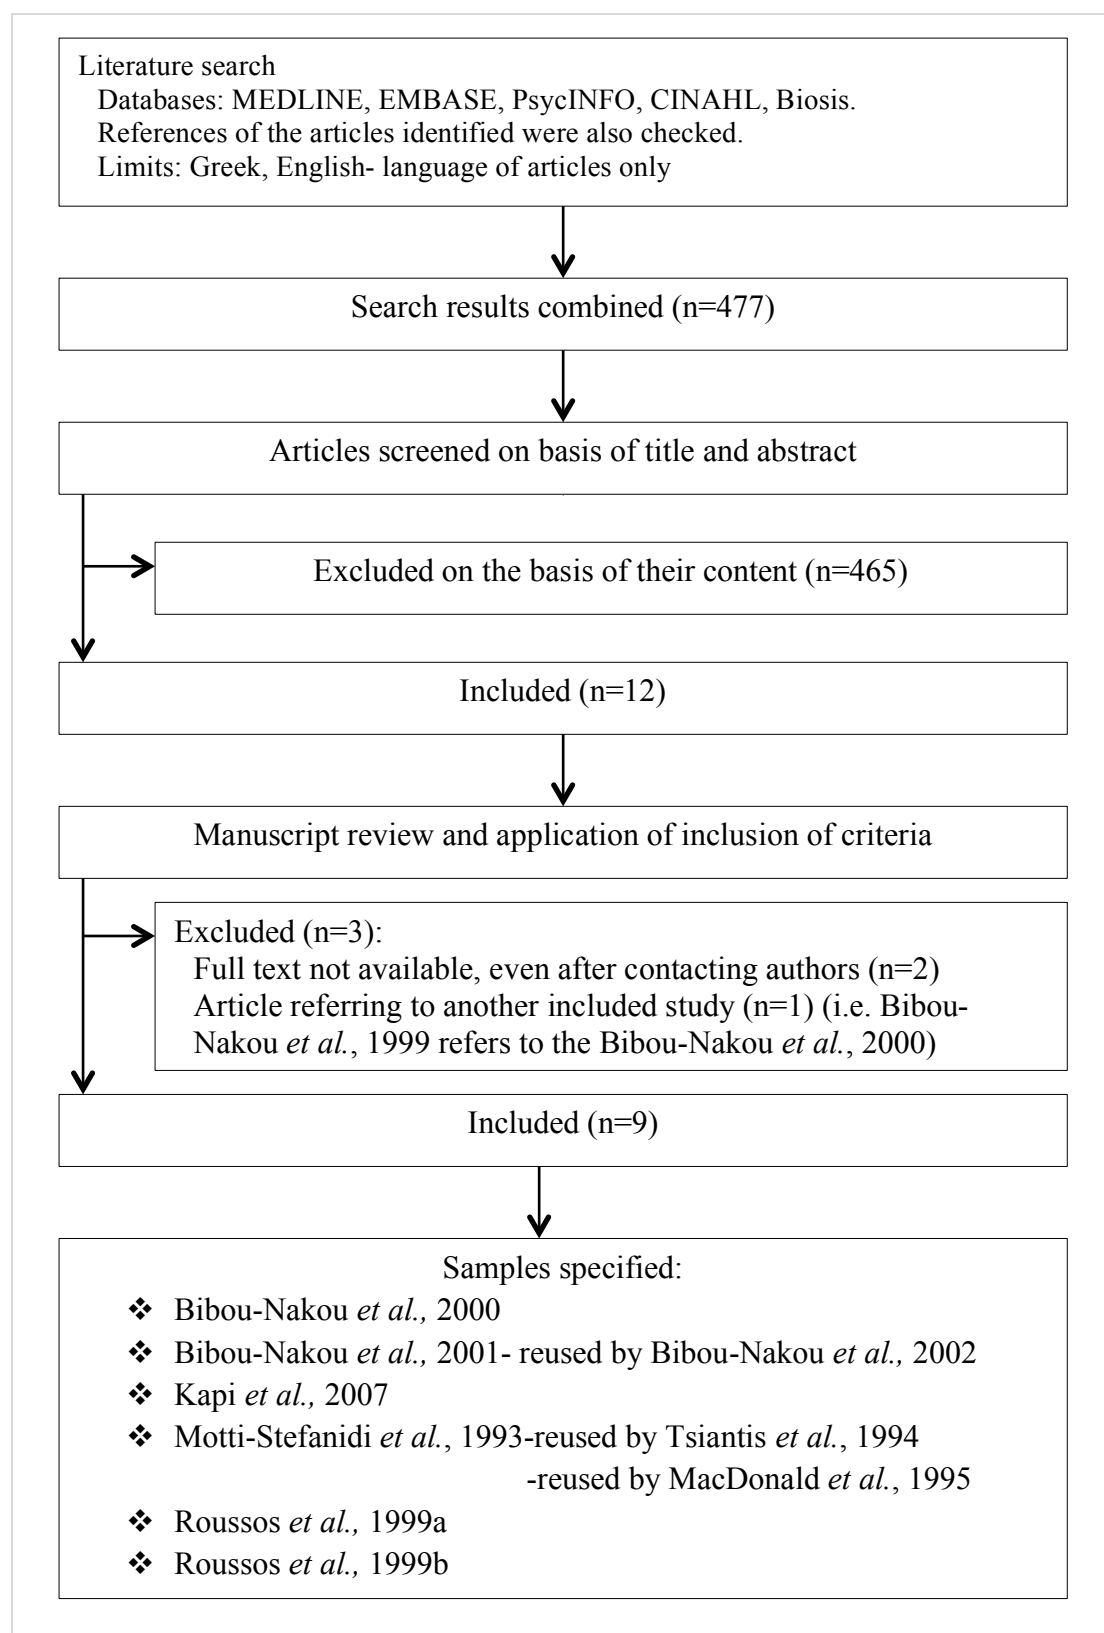 Literature search
Databases: MEDLINE, EMBASE, PsycINFO, CINAHL, Biosis.
References of the articles identified were also checked.
Limits: Greek, English- language of articles only
Search results combined (n=477)
Articles screened on basis of title and abstract
Excluded on the basis of their content (n=465)
Included (n=12)
Manuscript review and application of inclusion of criteria
Excluded (n=3):
Full text not available, even after contacting authors (n=2)
Article referring to another included study (n=1) (i.e. Bibou-
Nakou et al., 1999 refers to the Bibou-Nakou et al., 2000)
Included (n=9)
Samples specified:
❖ Bibou-Nakou et al., 2000
❖ Bibou-Nakou et al., 2001- reused by Bibou-Nakou et al., 2002
❖ Kapi et al., 2007
❖ Motti-Stefanidi et al., 1993-reused by Tsiantis et al., 1994
-reused by MacDonald et al., 1995
❖ Roussos et al., 1999a
❖ Roussos et al., 1999b